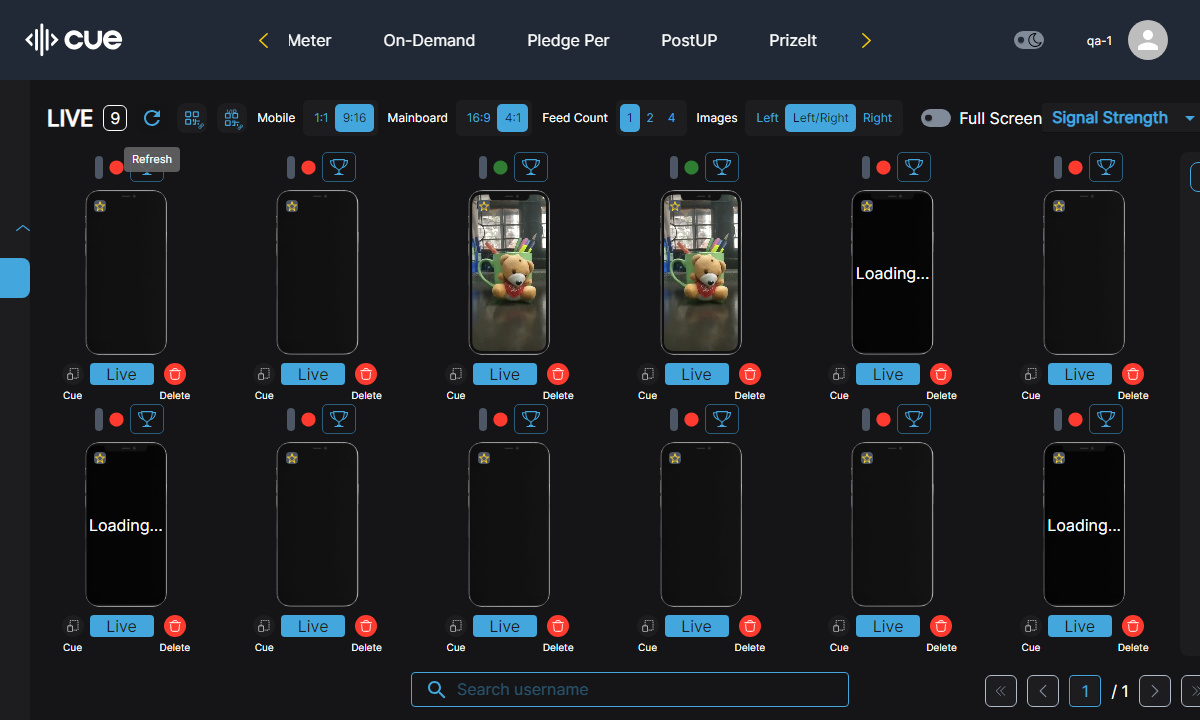 cue
Meter On-Demand Pledge Per PostUP PrizeIt
qa-1
LIVE 9 Mobile 1:1 9:16 Mainboard 16:9 4:1 Feed Count 1 2 4 Images Left Left/Right Right Full Screen Signal Strength
Refresh
Loading...
Live Live Live Live Live Live
Cue Delete Cue Delete Cue Delete Cue Delete Cue Delete Cue Delete
Loading... Loading...
Live Live Live Live Live Live
Cue Delete Cue Delete Cue Delete Cue Delete Cue Delete Cue Delete
Search username
1 / 1